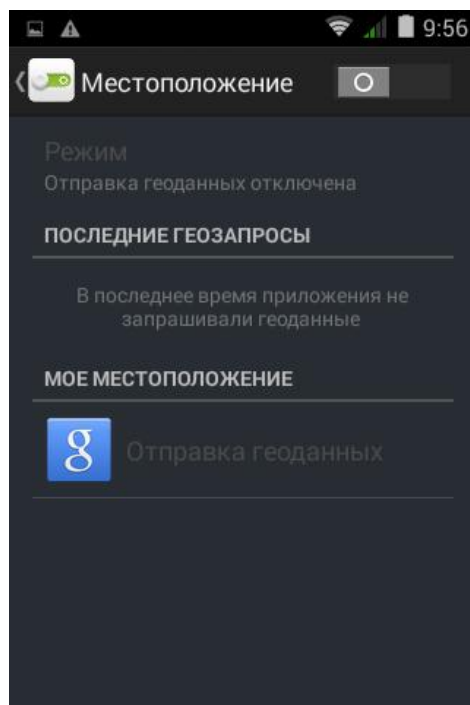 9:56
Местоположение
Режим
Отправка геоданных отключена
ПОСЛЕДНИЕ ГЕОЗАПРОСЫ
В последнее время приложения не
запрашивали геоданные
МОЕ МЕСТОПОЛОЖЕНИЕ
g Отправка геоданных